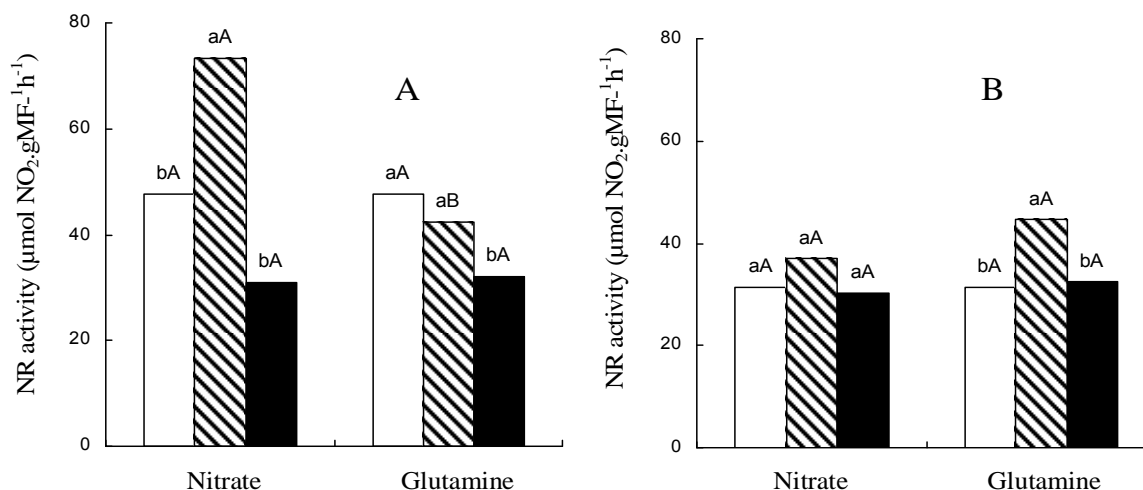 80
60
40
20
0
NR activity (µmol NO₂.gMF-¹h⁻¹)
A
bA
aA
bA
aA
aB
bA
Nitrate
Glutamine
80
60
40
20
0
NR activity (µmol NO₂.gMF-¹h⁻¹)
B
aA
aA
aA
bA
aA
bA
Nitrate
Glutamine